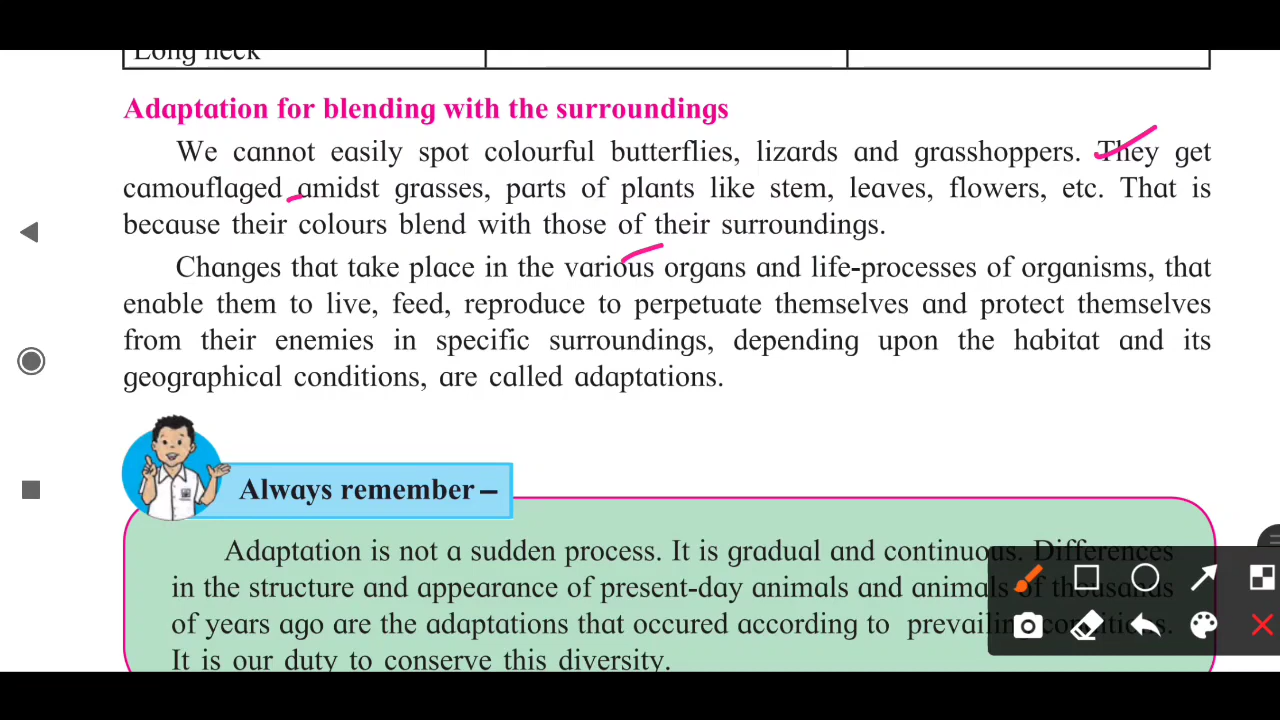 Long neck
Adaptation for blending with the surroundings
We cannot easily spot colourful butterflies, lizards and grasshoppers. They get
camouflaged amidst grasses, parts of plants like stem, leaves, flowers, etc. That is
because their colours blend with those of their surroundings.
Changes that take place in the various organs and life-processes of organisms, that
enable them to live, feed, reproduce to perpetuate themselves and protect themselves
from their enemies in specific surroundings, depending upon the habitat and its
geographical conditions, are called adaptations.
Always remember –
Adaptation is not a sudden process. It is gradual and continuous. Differences
in the structure and appearance of present-day animals and animals of thousands
of years ago are the adaptations that occured according to prevailing conditions.
It is our duty to conserve this diversity.